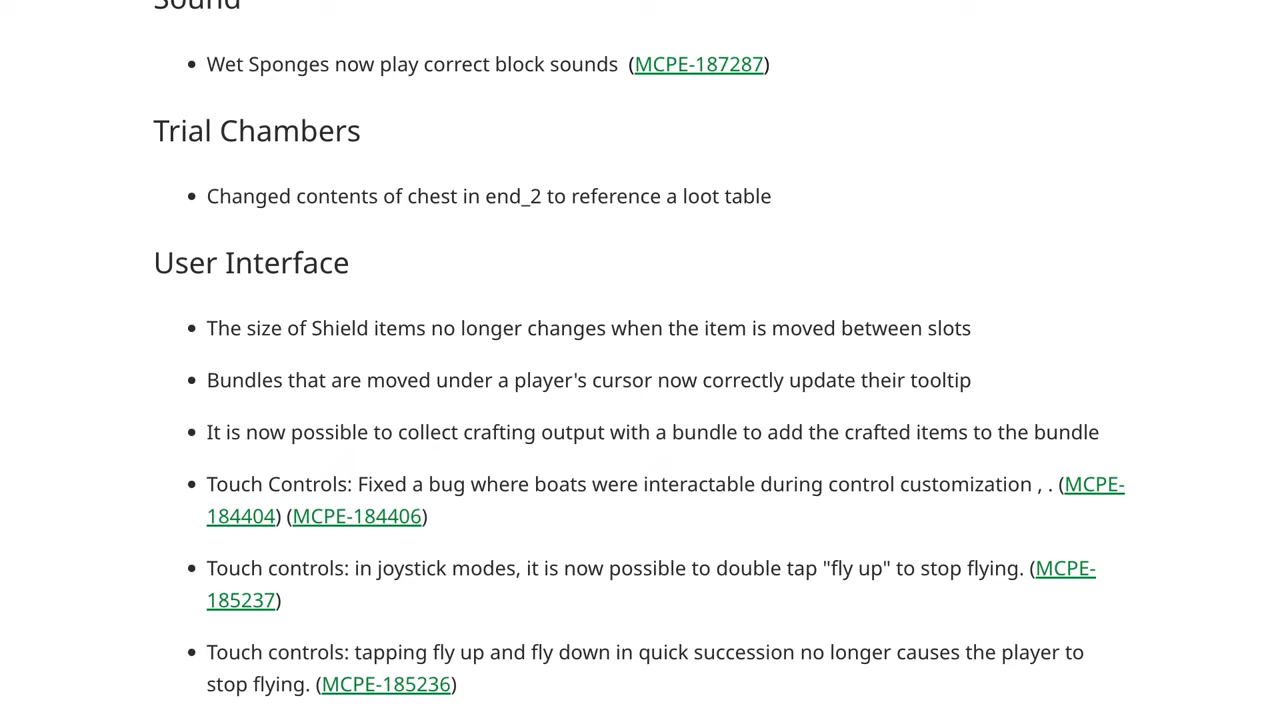 Sound
Wet Sponges now play correct block sounds (MCPE-187287)
Trial Chambers
Changed contents of chest in end_2 to reference a loot table
User Interface
The size of Shield items no longer changes when the item is moved between slots
Bundles that are moved under a player's cursor now correctly update their tooltip
It is now possible to collect crafting output with a bundle to add the crafted items to the bundle
Touch Controls: Fixed a bug where boats were interactable during control customization , . (MCPE-
184404) (MCPE-184406)
Touch controls: in joystick modes, it is now possible to double tap "fly up" to stop flying. (MCPE-
185237)
Touch controls: tapping fly up and fly down in quick succession no longer causes the player to
stop flying. (MCPE-185236)